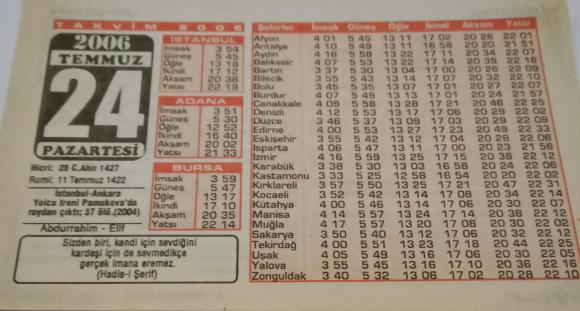 TAKVİM 2006
2006
TEMMUZ
24
PAZARTESİ
Hicri: 28 C.Ahir 1427
Rumi: 11 Temmuz 1422
İstanbul-Ankara
Yolcu treni Pamukova'da
raydan çıktı; 37 ölü.(2004)
Abdurrahim - Elif
Sizden biri, kandi için sevdiğini
kardeşi için de sevmedikçe
gerçek imana eremez.
(Hadis-i Şerif)
İSTANBUL
İmsak 3 54
Güneş 5 45
Öğle 13 18
İkindi 17 12
Akşam 20 38
Yatsı 22 19
ADANA
İmsak 3 51
Güneş 5 30
Öğle 12 52
İkindi 16 40
Akşam 20 02
Yatsı 21 33
BURSA
İmsak 3 59
Güneş 5 47
Öğle 13 17
İkindi 17 10
Akşam 20 35
Yatsı 22 14
Şehirler İmsak Güneş Öğle İkindi Akşam Yatsı
Afyon 4 01 5 45 13 11 17 02 20 26 22 01
Antalya 4 10 5 49 13 11 16 58 20 20 21 51
Aydın 4 16 5 58 13 22 17 11 20 34 22 07
Balıkesir 4 07 5 53 13 22 17 14 20 39 22 16
Bartın 3 37 5 30 13 04 17 00 20 26 22 09
Bilecik 3 55 5 43 13 14 17 07 20 32 22 10
Bolu 3 45 5 35 13 07 17 01 20 27 22 07
Burdur 4 07 5 49 13 13 17 01 20 24 21 57
Çanakkale 4 09 5 58 13 28 17 21 20 46 22 25
Denizli 4 12 5 53 13 17 17 06 20 29 22 02
Düzce 3 46 5 37 13 09 17 03 20 29 22 09
Edirne 4 00 5 53 13 27 17 23 20 49 22 33
Eskişehir 3 55 5 42 13 12 17 04 20 28 22 06
Isparta 4 06 5 47 13 11 17 00 20 23 21 56
İzmir 4 16 5 59 13 25 17 15 20 38 22 12
Karabük 3 38 5 30 13 03 16 58 20 24 22 06
Kastamonu 3 33 5 25 12 58 16 54 20 20 22 02
Kırklareli 3 57 5 50 13 25 17 21 20 47 22 31
Kocaeli 3 52 5 42 13 14 17 08 20 34 22 14
Kütahya 4 00 5 46 13 14 17 06 20 30 22 07
Manisa 4 14 5 57 13 24 17 14 20 38 22 12
Muğla 4 17 5 57 13 20 17 08 20 30 22 02
Sakarya 3 50 5 40 13 12 17 06 20 32 22 12
Tekirdağ 4 00 5 51 13 23 17 18 20 44 22 25
Uşak 4 05 5 49 13 16 17 06 20 30 22 05
Yalova 3 55 5 45 13 16 17 10 20 36 22 16
Zonguldak 3 40 5 32 13 06 17 02 20 28 22 10